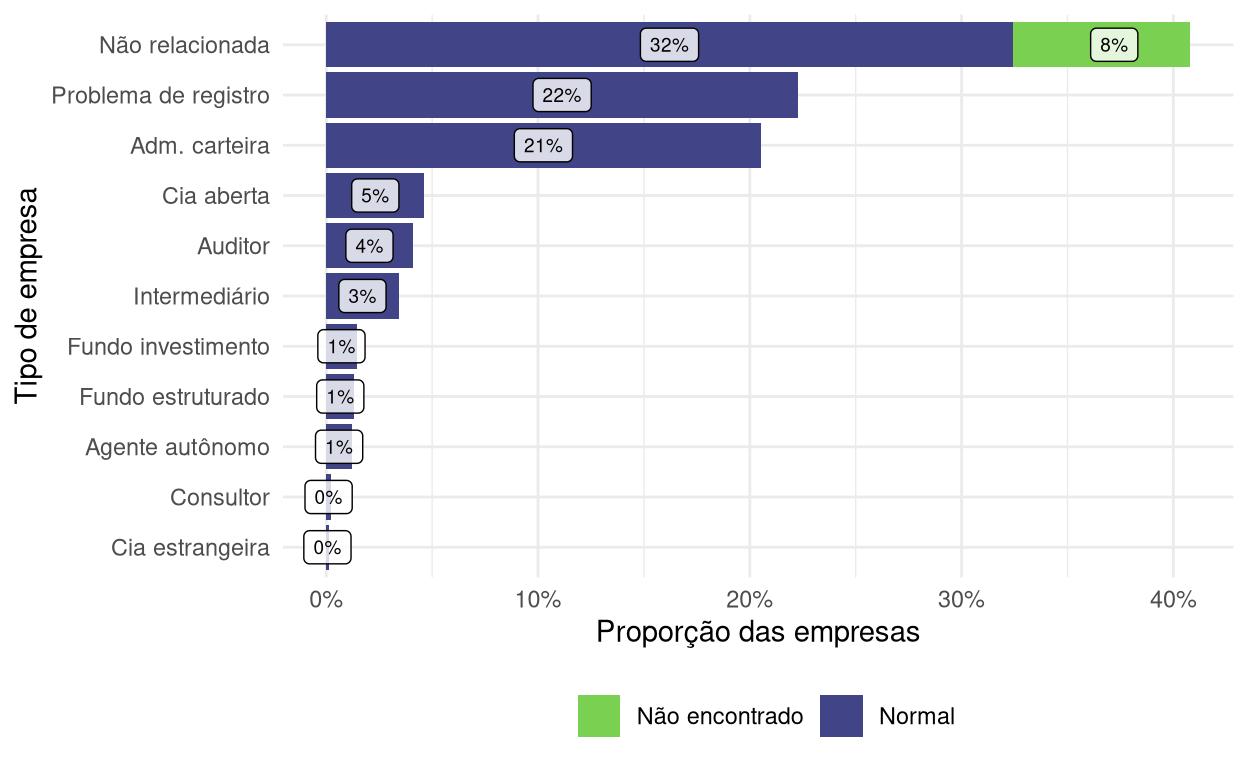 Não relacionada 32% 8%
Problema de registro 22%
Adm. carteira 21%
Cia aberta 5%
Auditor 4%
Intermediário 3%
Fundo investimento 1%
Fundo estruturado 1%
Agente autônomo 1%
Consultor 0%
Cia estrangeira 0%
Tipo de empresa
0% 10% 20% 30% 40%
Proporção das empresas
Não encontrado Normal